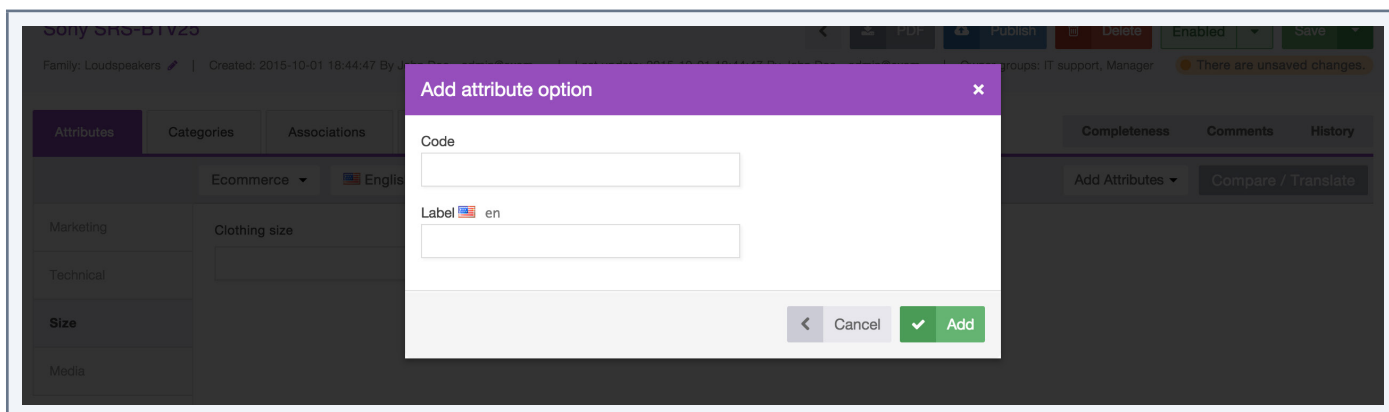 Sony SRS-BTV25
PDF Publish Delete Enabled Save
Family: Loudspeakers | Created: 2015-10-01 18:44:47 By groups: IT support, Manager There are unsaved changes.
Add attribute option ×
Attributes Categories Associations Completeness Comments History
Code
Ecommerce Add Attributes Compare / Translate
Label en
Marketing Clothing size
Technical
Size
Cancel Add
Media